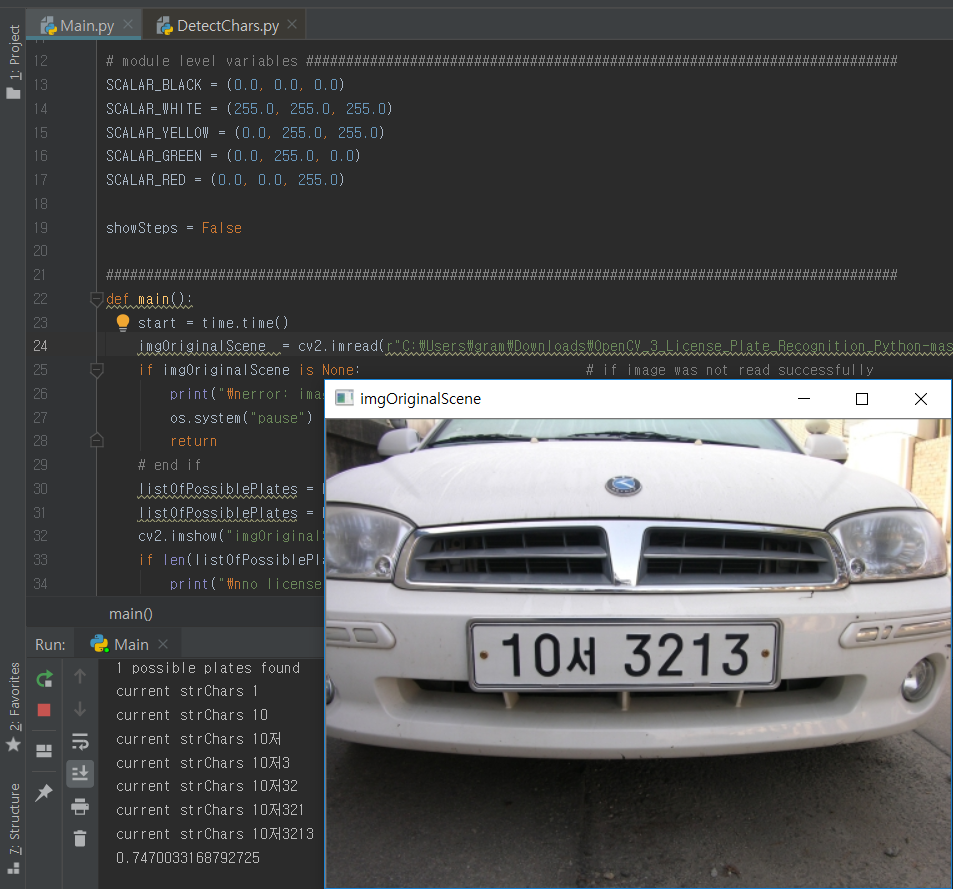 Main.py
DetectChars.py
1: Project
12 # module level variables ##########################################################################
13 SCALAR_BLACK = (0.0, 0.0, 0.0)
14 SCALAR_WHITE = (255.0, 255.0, 255.0)
15 SCALAR_YELLOW = (0.0, 255.0, 255.0)
16 SCALAR_GREEN = (0.0, 255.0, 0.0)
17 SCALAR_RED = (0.0, 0.0, 255.0)
18
19 showSteps = False
20
21 ###################################################################################################
22 def main():
23 start = time.time()
24 imgOriginalScene = cv2.imread(r"C:₩Users₩gram₩Downloads₩OpenCV_3_License_Plate_Recognition_Python-mas
25 if imgOriginalScene is None: # if image was not read successfully
26 print("₩nerror: ima
27 os.system("pause")
28 return
29 # end if
30 listOfPossiblePlates =
31 listOfPossiblePlates =
32 cv2.imshow("imgOriginal
33 if len(listOfPossiblePla
34 print("₩nno license
main()
imgOriginalScene
10서 3213
Run: Main
1 possible plates found
current strChars 1
current strChars 10
current strChars 10저
current strChars 10저3
current strChars 10저32
current strChars 10저321
current strChars 10저3213
0.7470033168792725
2: Favorites
7: Structure